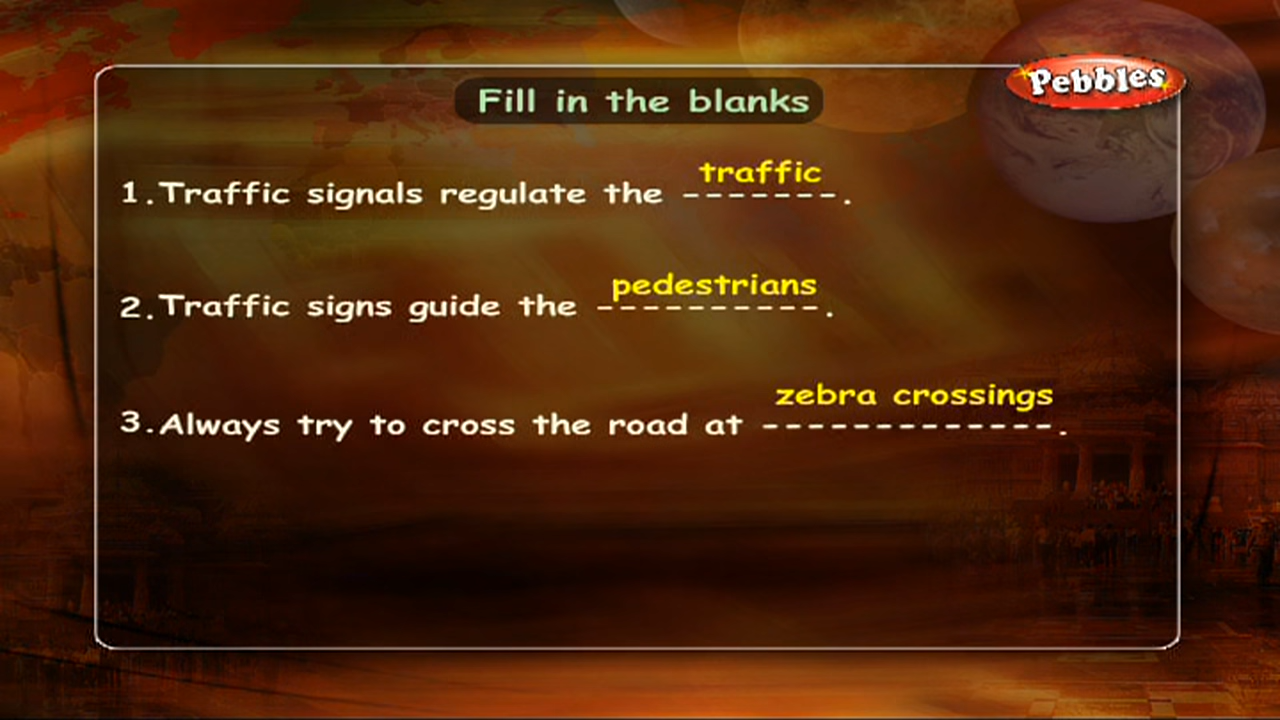 Pebbles
Fill in the blanks
1.Traffic signals regulate the traffic -------.
2.Traffic signs guide the pedestrians ----------.
3.Always try to cross the road at zebra crossings -------------.